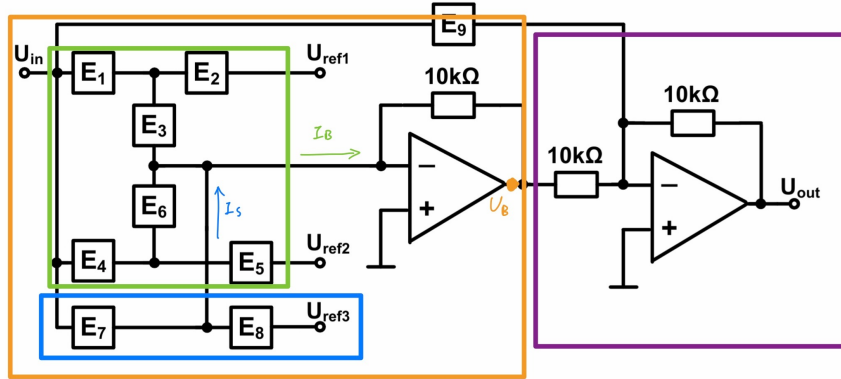 E9
Uin
E1
E2
Uref1
10kΩ
10kΩ
E3
10kΩ
IB
−
+
E6
IS
UB
−
+
Uout
E4
E5
Uref2
E7
E8
Uref3